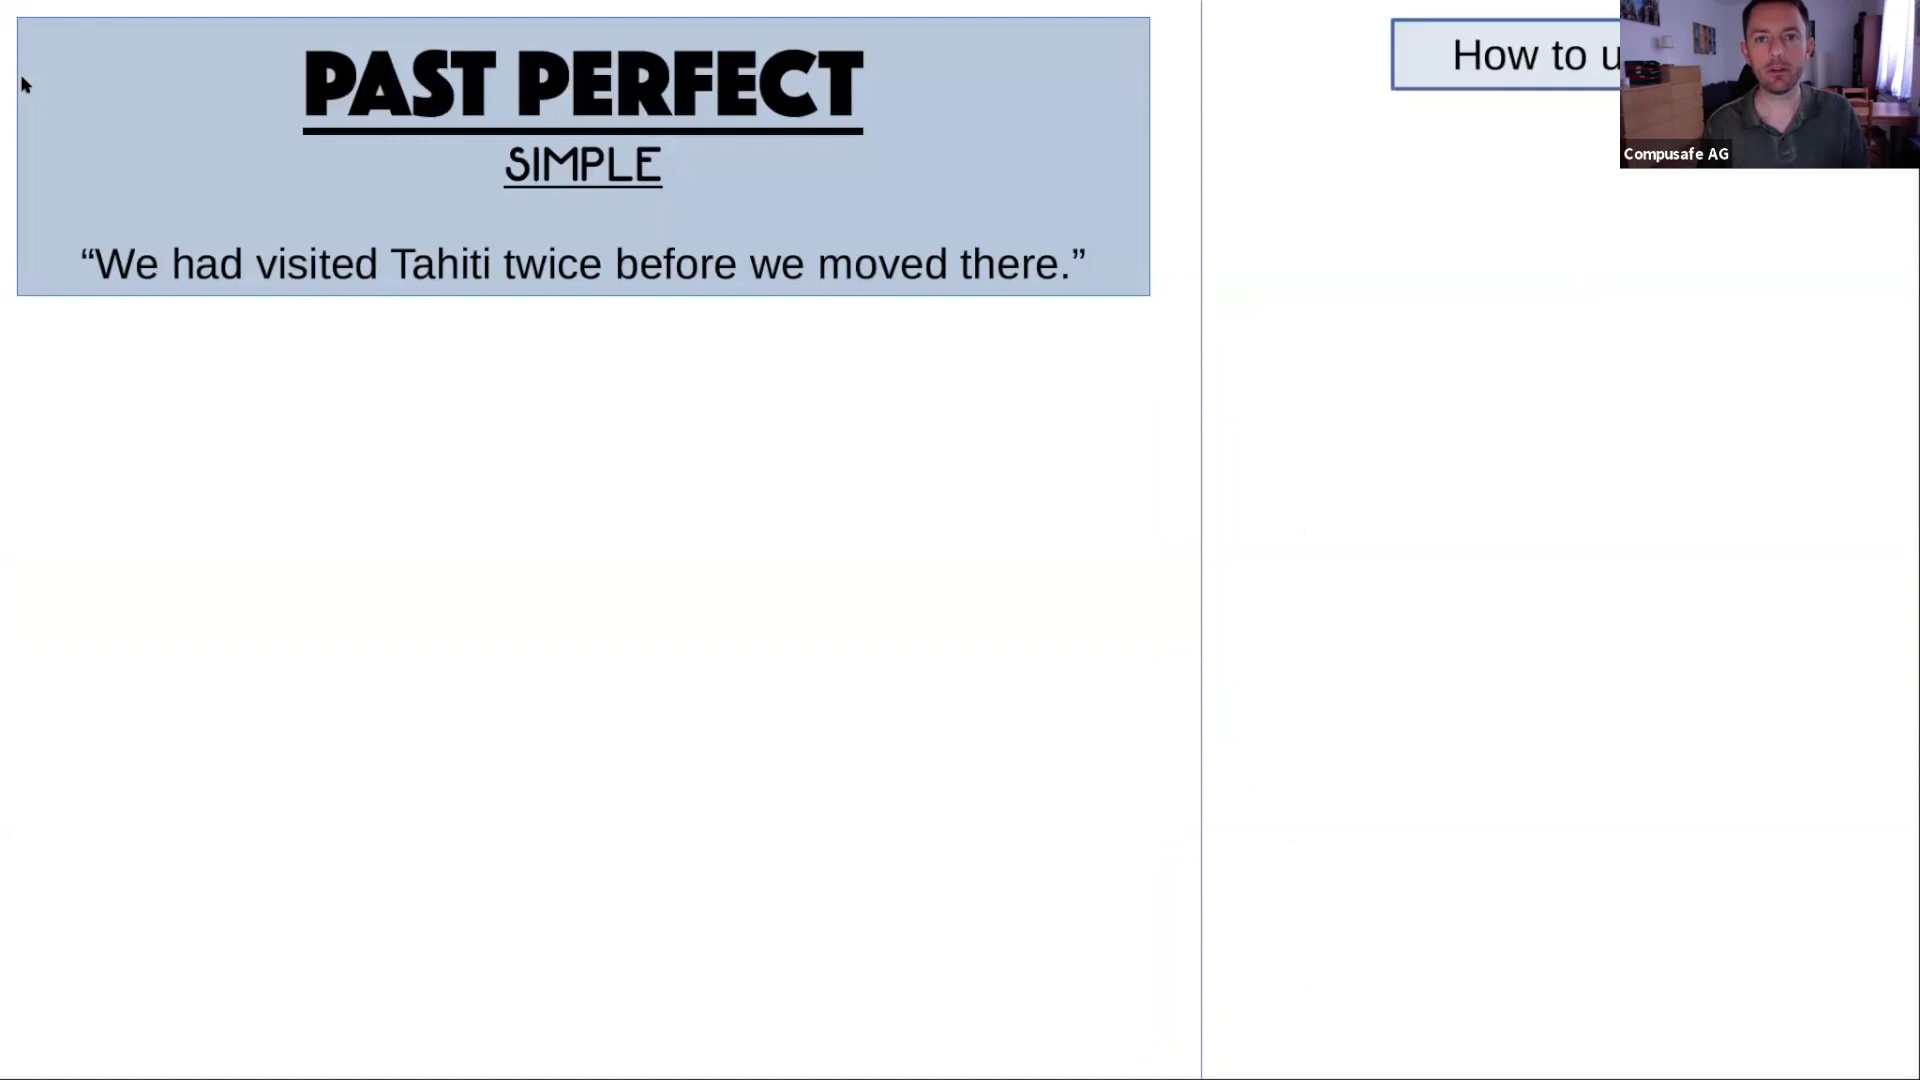 PAST PERFECT
SIMPLE
“We had visited Tahiti twice before we moved there.”
How to u
Compusafe AG